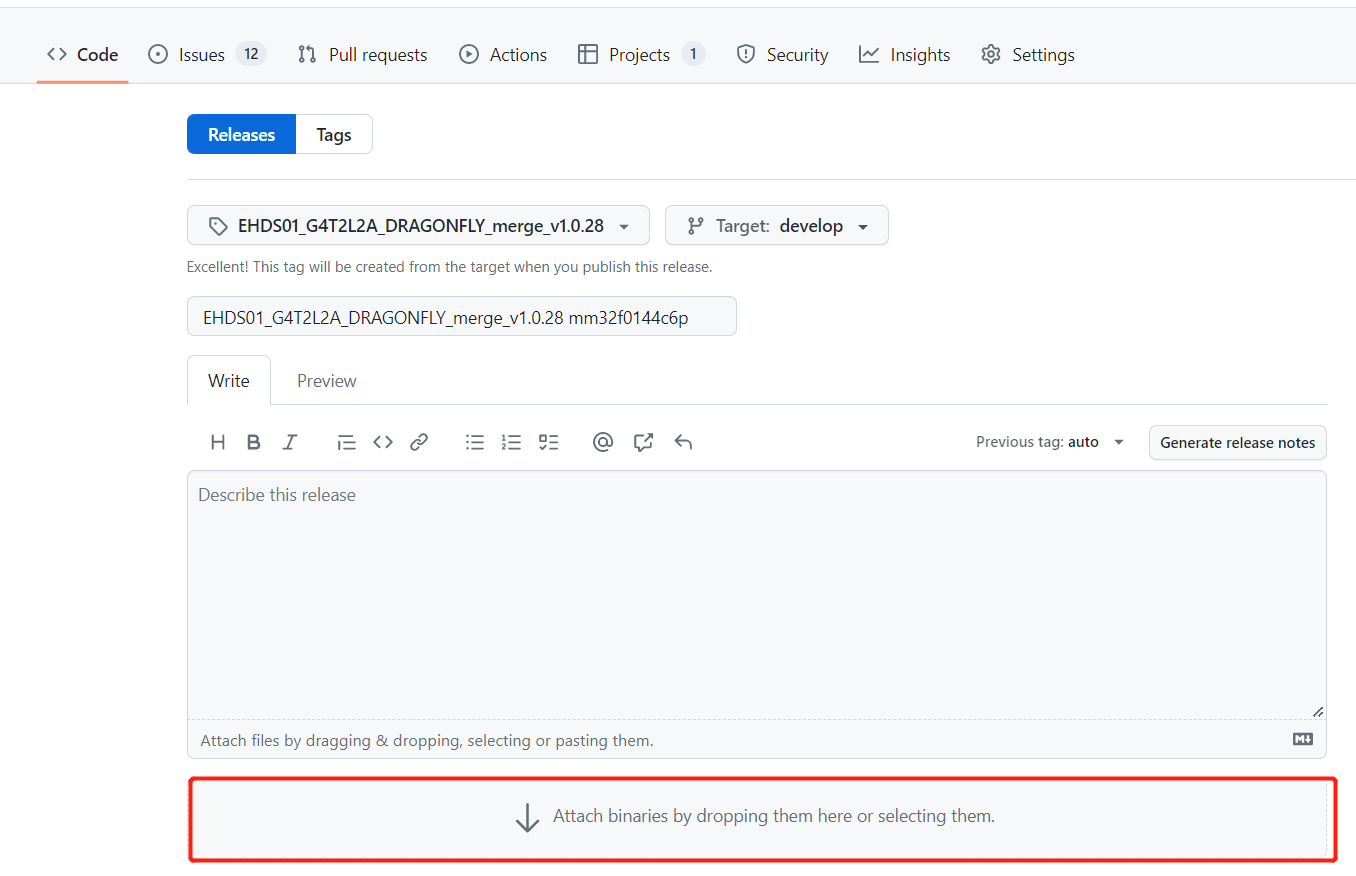 Code Issues 12 Pull requests Actions Projects 1 Security Insights Settings
Releases Tags
EHDS01_G4T2L2A_DRAGONFLY_merge_v1.0.28 Target: develop
Excellent! This tag will be created from the target when you publish this release.
EHDS01_G4T2L2A_DRAGONFLY_merge_v1.0.28 mm32f0144c6p
Write Preview
Previous tag: auto Generate release notes
Describe this release
Attach files by dragging & dropping, selecting or pasting them.
Attach binaries by dropping them here or selecting them.